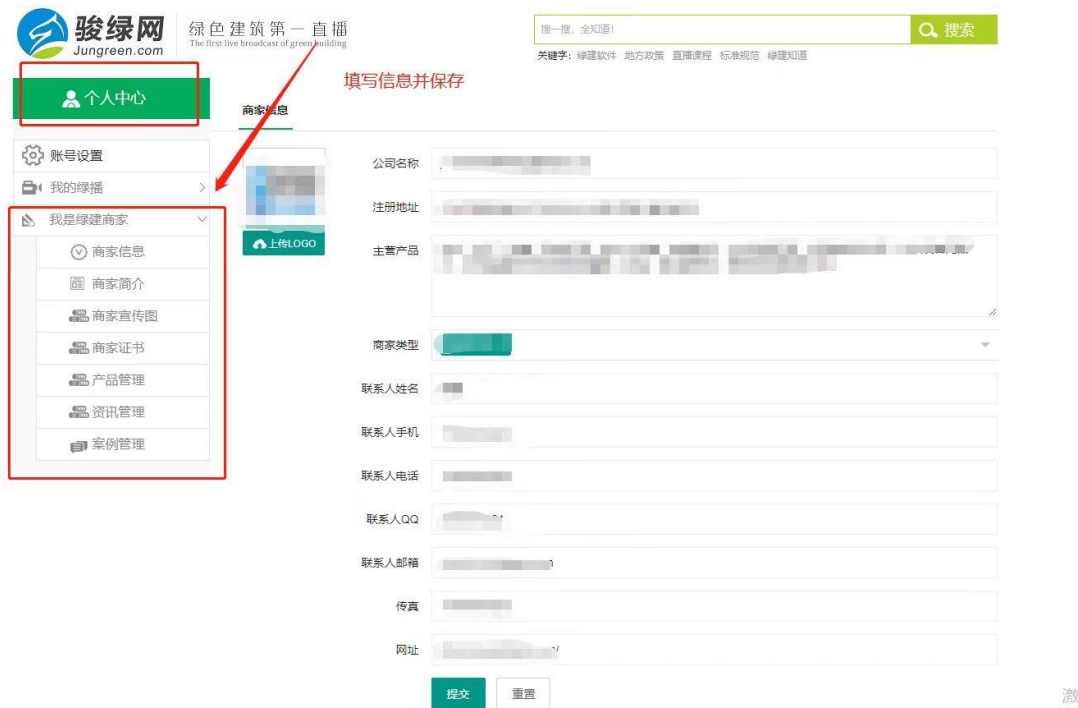 骏绿网
Jungreen.com
绿色建筑第一直播
The first live broadcast of green building
搜一搜，全知道!
搜索
关键字: 绿建软件 地方政策 直播课程 标准规范 绿建知道
填写信息并保存
个人中心
商家信息
账号设置
我的绿播
我是绿建商家
商家信息
商家简介
商家宣传图
商家证书
产品管理
资讯管理
案例管理
上传LOGO
公司名称
注册地址
主营产品
商家类型
联系人姓名
联系人手机
联系人电话
联系人QQ
联系人邮箱
传真
网址
提交
重置
激